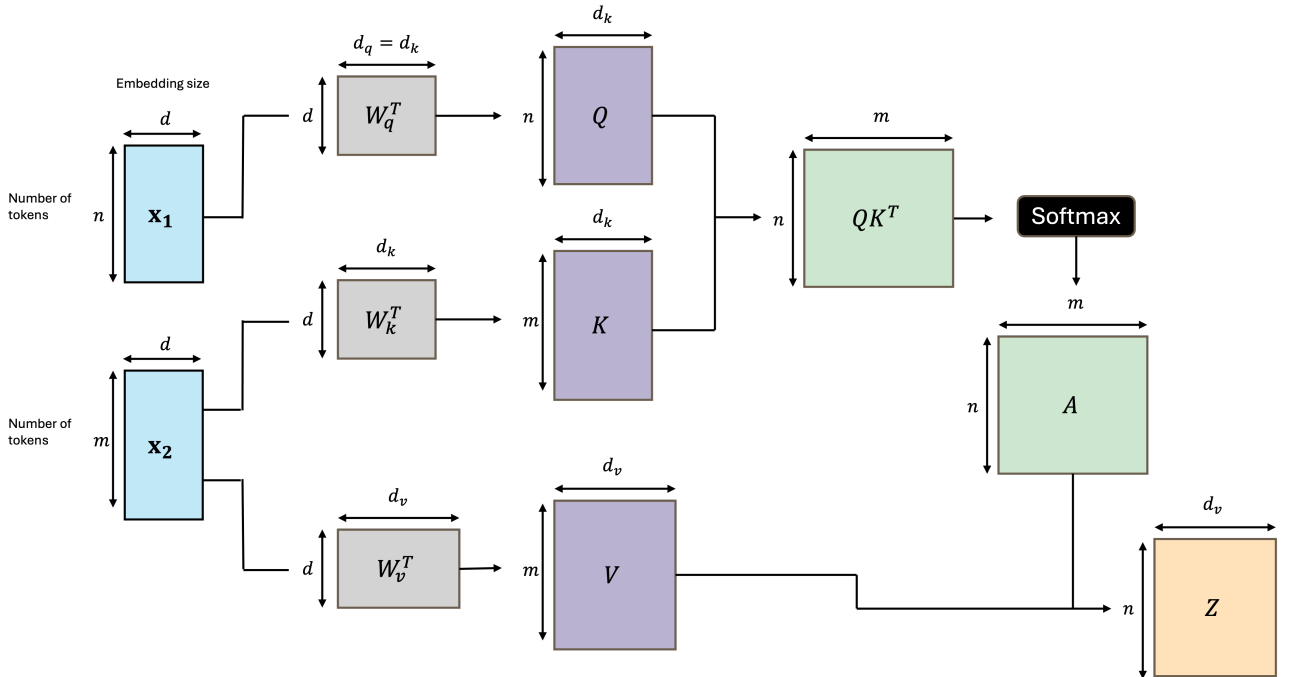 Embedding size
d
Number of
tokens
n
x₁
d_q = d_k
d
W_q^T
d_k
n
Q
d_k
d
W_k^T
d_k
m
K
m
n
QK^T
Softmax
m
n
A
d
Number of
tokens
m
x₂
d_v
d
W_v^T
d_v
m
V
d_v
n
Z